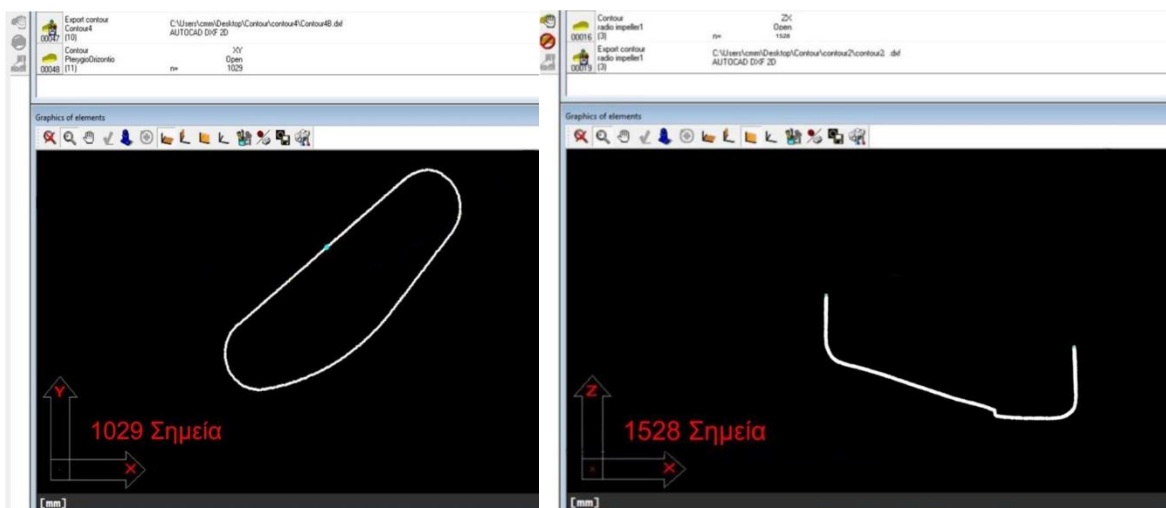 Export contour
Contour4 C:\Users\cmm\Desktop\Contour\contour4\Contour4B.dxf
00047 (10) AUTOCAD DXF 2D
Contour XY
PterygioOrizontio Open
00048 (11) n= 1029
Graphics of elements
Y
1029 Σημεία
X
[mm]
Contour ZX
radio impeller1 Open
00016 (3) n= 1528
Export contour C:\Users\cmm\Desktop\Contour\contour2\contour2. .dxf
radio impeller1 AUTOCAD DXF 2D
00019 (3)
Graphics of elements
Z
1528 Σημεία
X
[mm]